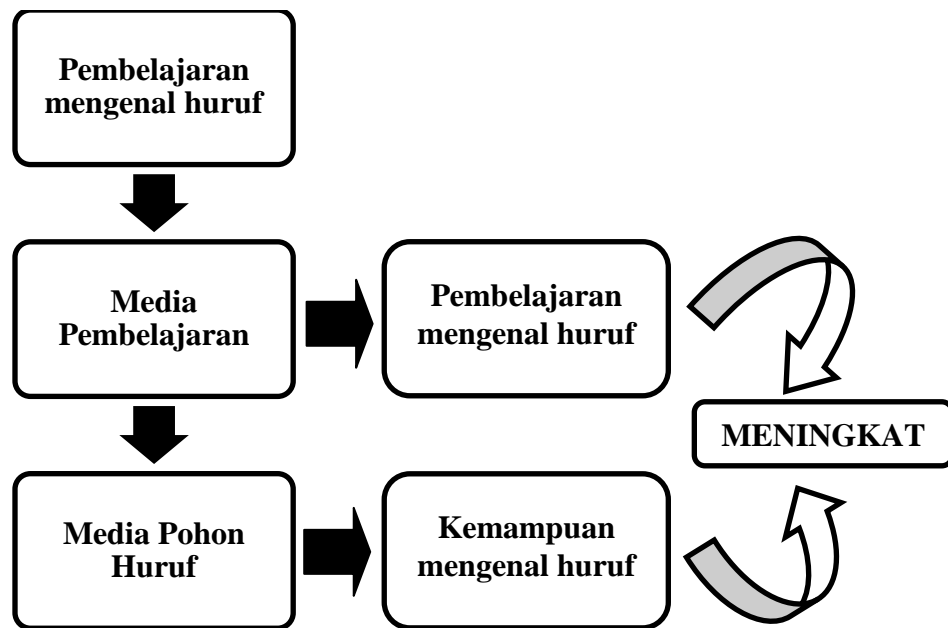 Pembelajaran
mengenal huruf
Media
Pembelajaran
Pembelajaran
mengenal huruf
MENINGKAT
Media Pohon
Huruf
Kemampuan
mengenal huruf